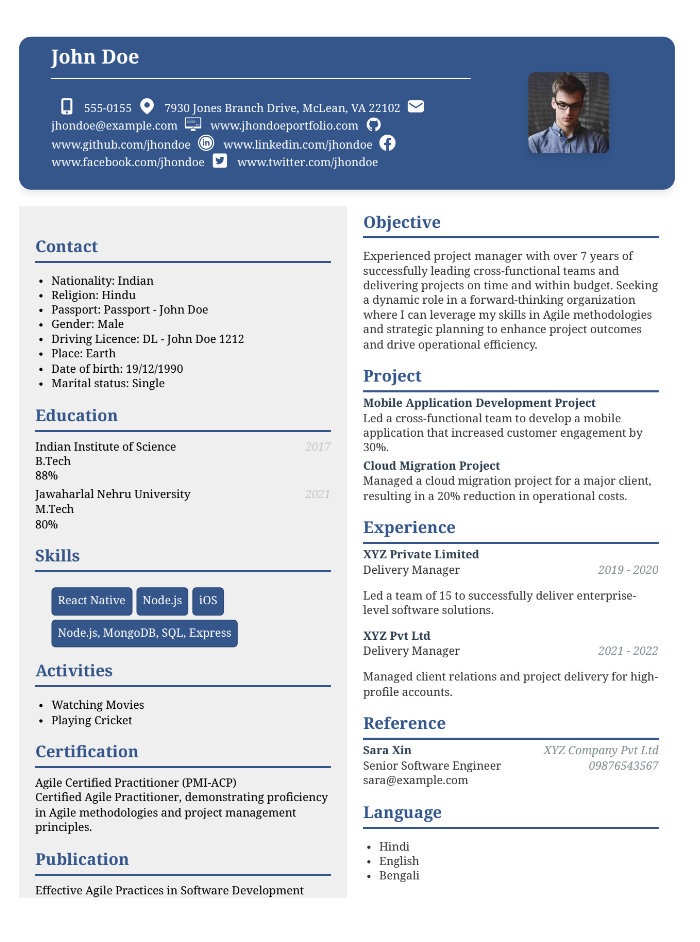 John Doe
555-0155 7930 Jones Branch Drive, McLean, VA 22102
jhondoe@example.com www.jhondoeportfolio.com
www.github.com/jhondoe www.linkedin.com/jhondoe
www.facebook.com/jhondoe www.twitter.com/jhondoe
Contact
• Nationality: Indian
• Religion: Hindu
• Passport: Passport - John Doe
• Gender: Male
• Driving Licence: DL - John Doe 1212
• Place: Earth
• Date of birth: 19/12/1990
• Marital status: Single
Education
Indian Institute of Science 2017
B.Tech
88%
Jawaharlal Nehru University 2021
M.Tech
80%
Skills
React Native Node.js iOS
Node.js, MongoDB, SQL, Express
Activities
• Watching Movies
• Playing Cricket
Certification
Agile Certified Practitioner (PMI-ACP)
Certified Agile Practitioner, demonstrating proficiency
in Agile methodologies and project management
principles.
Publication
Effective Agile Practices in Software Development
Objective
Experienced project manager with over 7 years of
successfully leading cross-functional teams and
delivering projects on time and within budget. Seeking
a dynamic role in a forward-thinking organization
where I can leverage my skills in Agile methodologies
and strategic planning to enhance project outcomes
and drive operational efficiency.
Project
Mobile Application Development Project
Led a cross-functional team to develop a mobile
application that increased customer engagement by
30%.
Cloud Migration Project
Managed a cloud migration project for a major client,
resulting in a 20% reduction in operational costs.
Experience
XYZ Private Limited
Delivery Manager 2019 - 2020
Led a team of 15 to successfully deliver enterprise-
level software solutions.
XYZ Pvt Ltd
Delivery Manager 2021 - 2022
Managed client relations and project delivery for high-
profile accounts.
Reference
Sara Xin XYZ Company Pvt Ltd
Senior Software Engineer 09876543567
sara@example.com
Language
• Hindi
• English
• Bengali